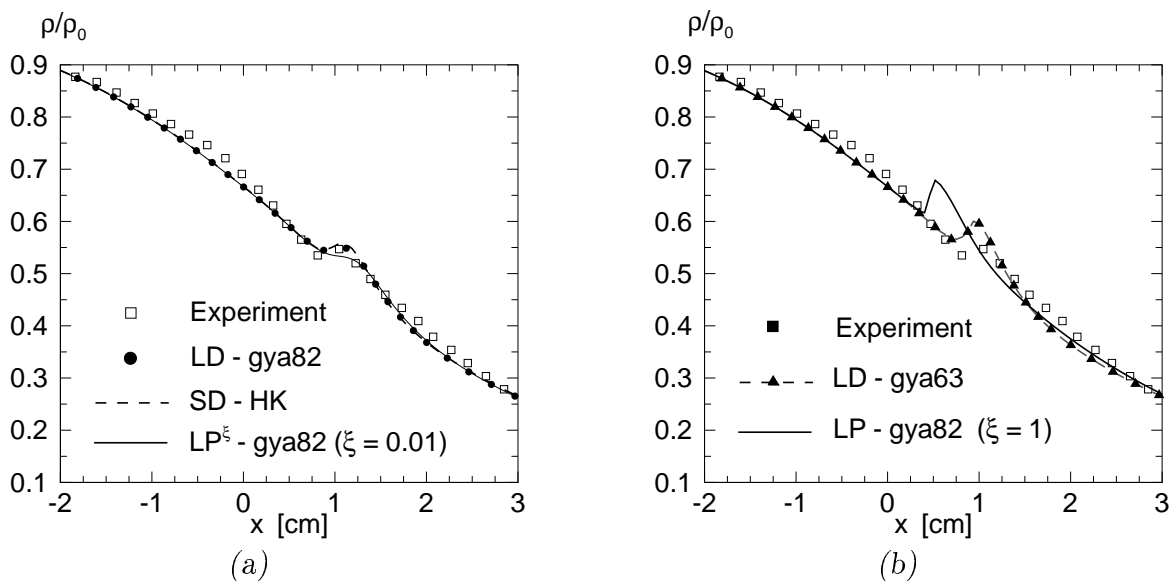 ρ/ρ0
0.9
0.8
0.7
0.6
0.5
0.4
0.3
0.2
0.1
-2 -1 0 1 2 3
x [cm]
Experiment
LD - gya82
SD - HK
LP^ξ - gya82 (ξ = 0.01)
(a)
ρ/ρ0
0.9
0.8
0.7
0.6
0.5
0.4
0.3
0.2
0.1
-2 -1 0 1 2 3
x [cm]
Experiment
LD - gya63
LP - gya82 (ξ = 1)
(b)